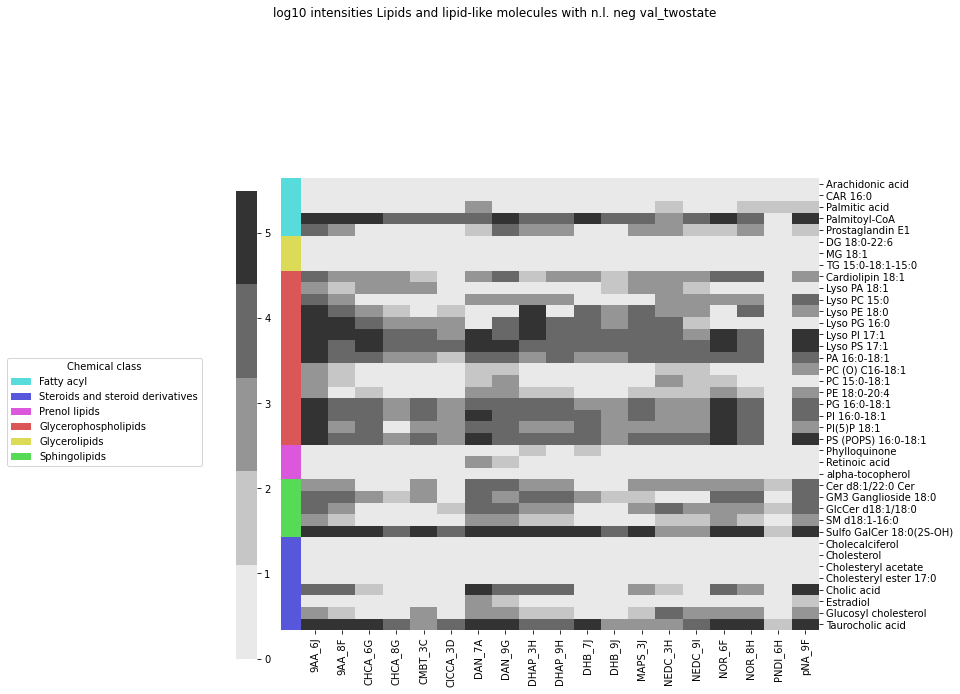 log10 intensities Lipids and lipid-like molecules with n.l. neg val_twostate
Chemical class
Fatty acyl
Steroids and steroid derivatives
Prenol lipids
Glycerophospholipids
Glycerolipids
Sphingolipids
5
4
3
2
1
0
Arachidonic acid
CAR 16:0
Palmitic acid
Palmitoyl-CoA
Prostaglandin E1
DG 18:0-22:6
MG 18:1
TG 15:0-18:1-15:0
Cardiolipin 18:1
Lyso PA 18:1
Lyso PC 15:0
Lyso PE 18:0
Lyso PG 16:0
Lyso PI 17:1
Lyso PS 17:1
PA 16:0-18:1
PC (O) C16-18:1
PC 15:0-18:1
PE 18:0-20:4
PG 16:0-18:1
PI 16:0-18:1
PI(5)P 18:1
PS (POPS) 16:0-18:1
Phylloquinone
Retinoic acid
alpha-tocopherol
Cer d8:1/22:0 Cer
GM3 Ganglioside 18:0
GlcCer d18:1/18:0
SM d18:1-16:0
Sulfo GalCer 18:0(2S-OH)
Cholecalciferol
Cholesterol
Cholesteryl acetate
Cholesteryl ester 17:0
Cholic acid
Estradiol
Glucosyl cholesterol
Taurocholic acid
9AA_6J
9AA_8F
CHCA_6G
CHCA_8G
CMBT_3C
ClCCA_3D
DAN_7A
DAN_9G
DHAP_3H
DHAP_9H
DHB_7J
DHB_9J
MAPS_3J
NEDC_3H
NEDC_9I
NOR_6F
NOR_8H
PNDI_6H
pNA_9F